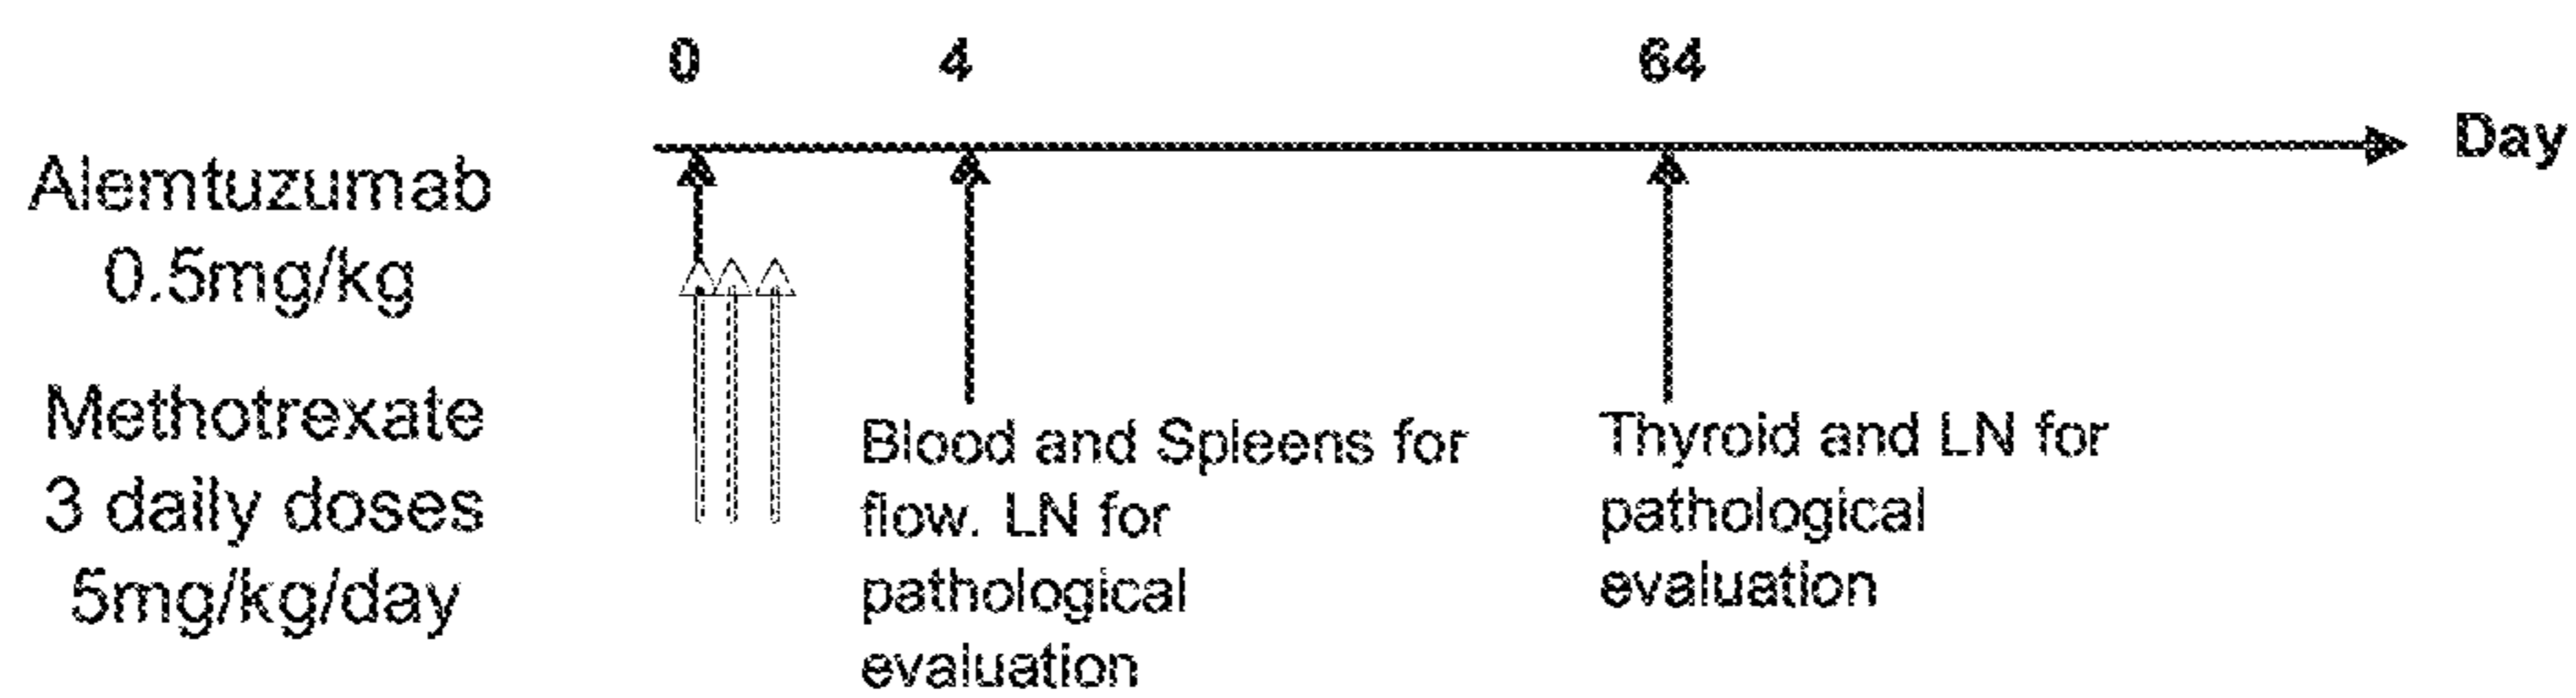 0 4 64
Day
Alemtuzumab
0.5mg/kg
Methotrexate
3 daily doses
5mg/kg/day
Blood and Spleens for
flow. LN for
pathological
evaluation
Thyroid and LN for
pathological
evaluation